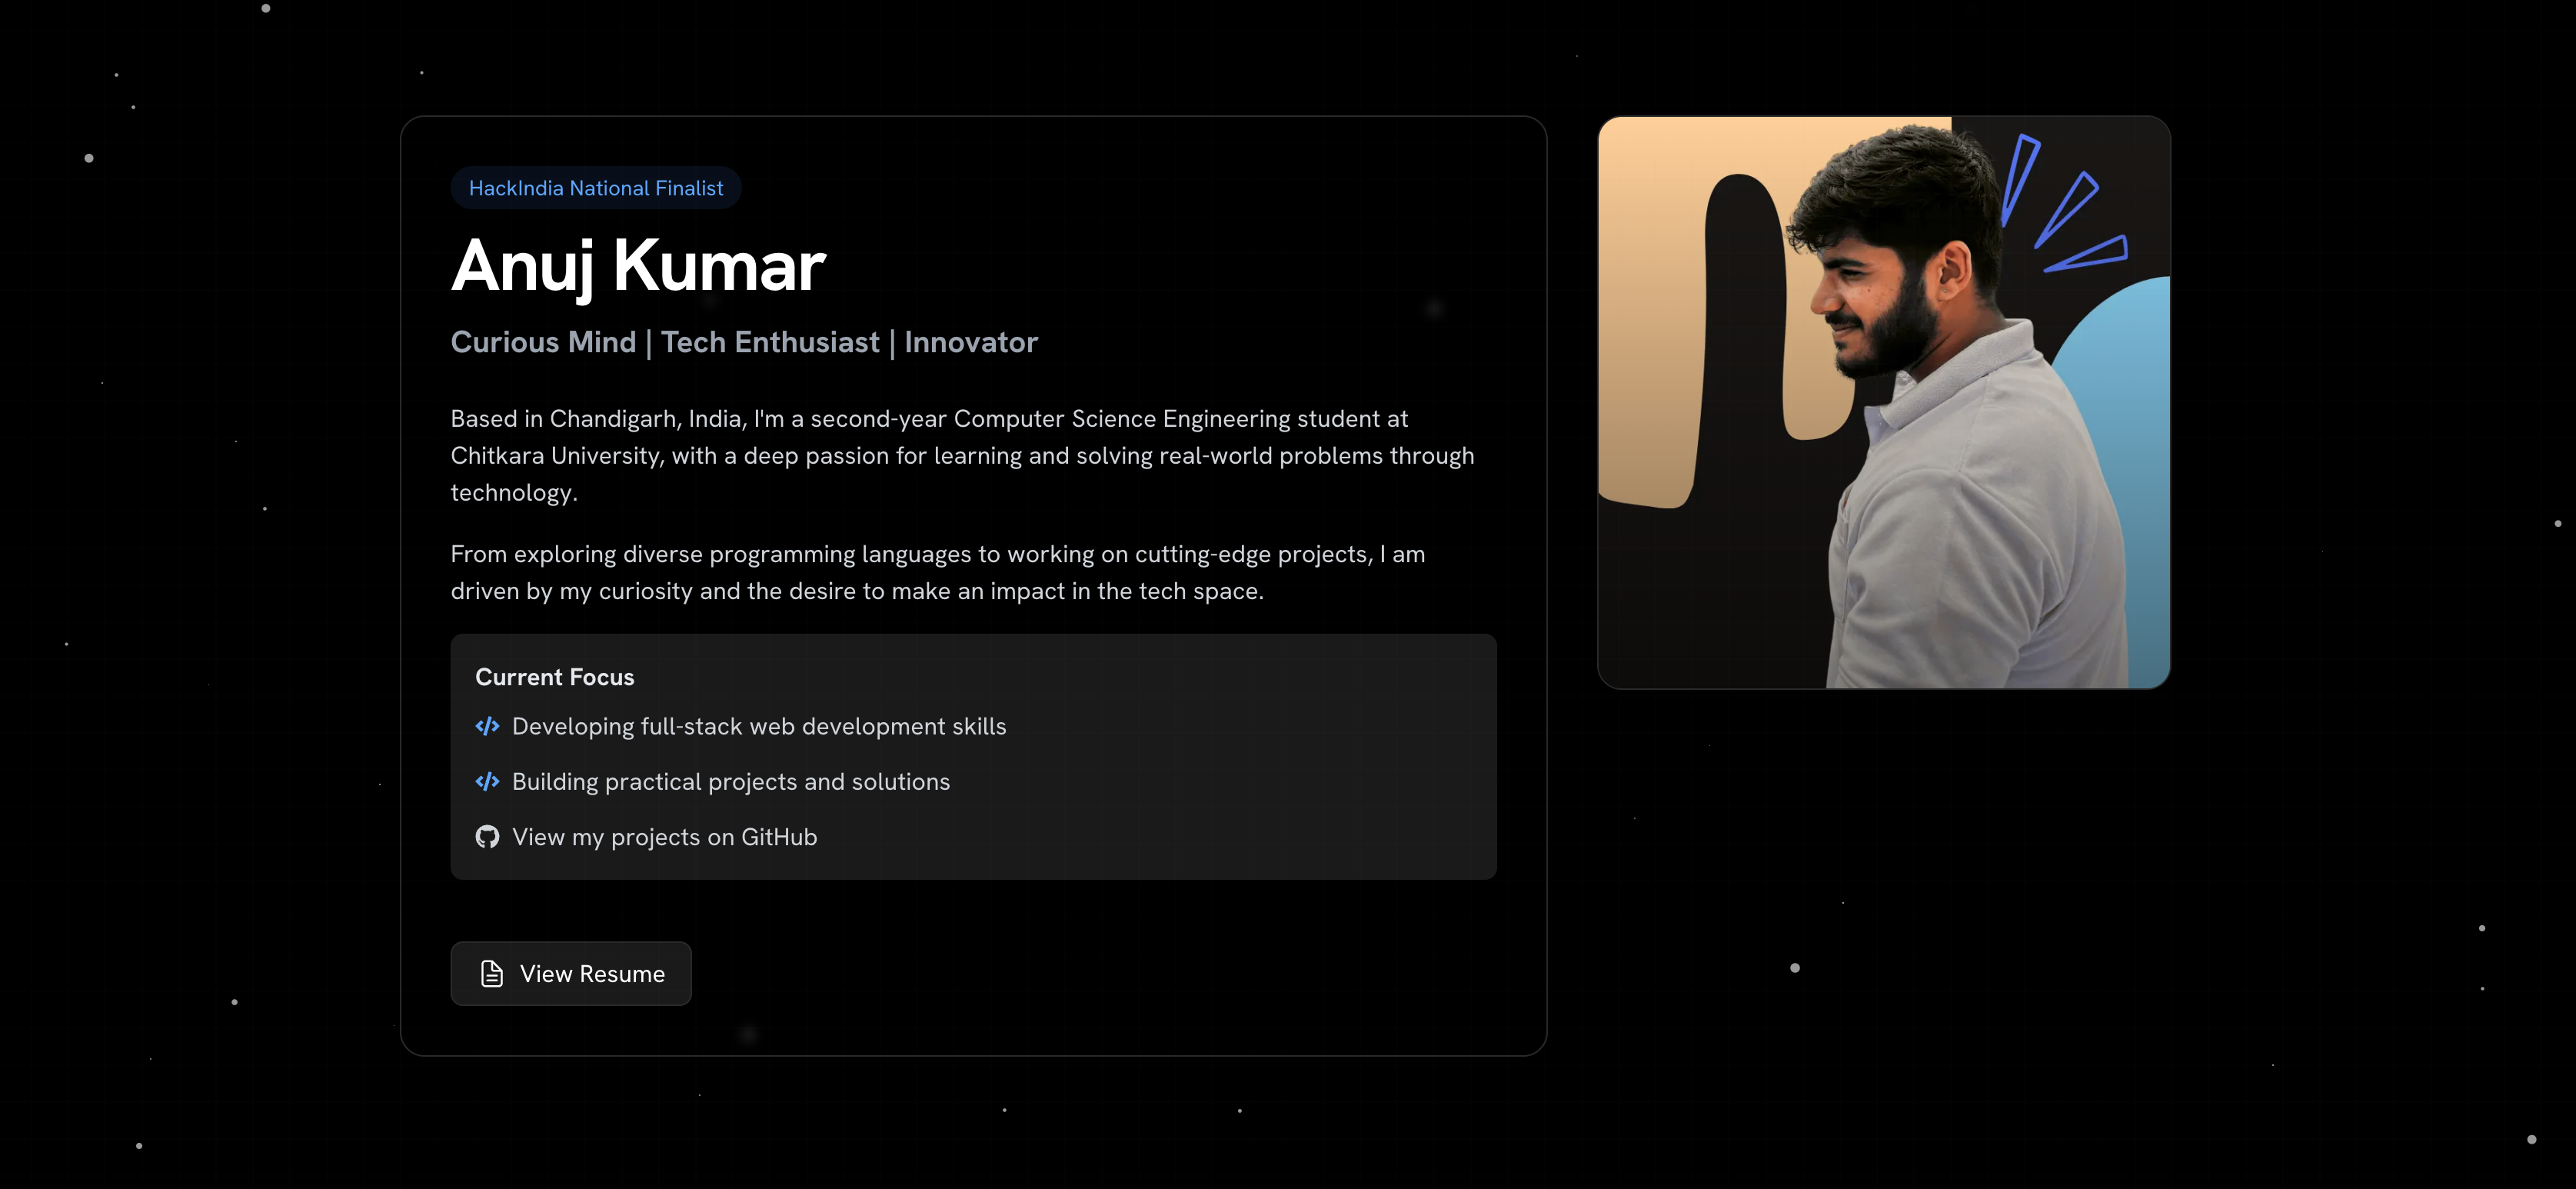 HackIndia National Finalist
Anuj Kumar
Curious Mind | Tech Enthusiast | Innovator
Based in Chandigarh, India, I'm a second-year Computer Science Engineering student at
Chitkara University, with a deep passion for learning and solving real-world problems through
technology.
From exploring diverse programming languages to working on cutting-edge projects, I am
driven by my curiosity and the desire to make an impact in the tech space.
Current Focus
Developing full-stack web development skills
Building practical projects and solutions
View my projects on GitHub
View Resume